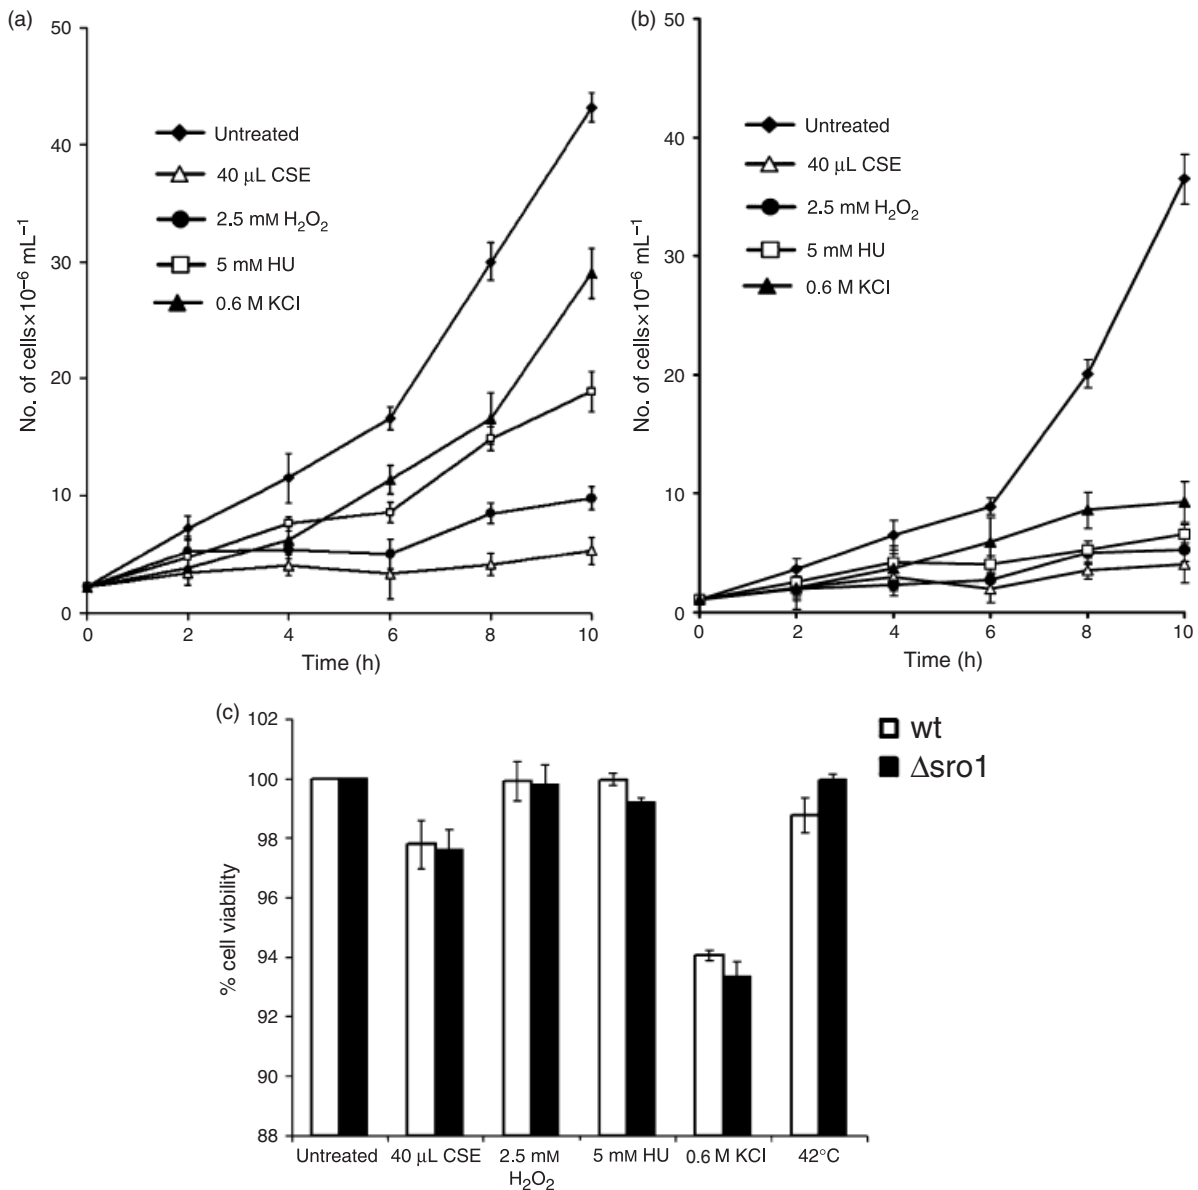 (a)
50
40
30
20
10
0
No. of cells×10⁻⁶ mL⁻¹
Untreated
40 µL CSE
2.5 mM H₂O₂
5 mM HU
0.6 M KCl
0 2 4 6 8 10
Time (h)
(b)
50
40
30
20
10
0
No. of cells×10⁻⁶ mL⁻¹
Untreated
40 µL CSE
2.5 mM H₂O₂
5 mM HU
0.6 M KCl
0 2 4 6 8 10
Time (h)
(c)
102
100
98
96
94
92
90
88
% cell viability
wt
Δsro1
Untreated 40 µL CSE 2.5 mM 5 mM HU 0.6 M KCl 42°C
H₂O₂